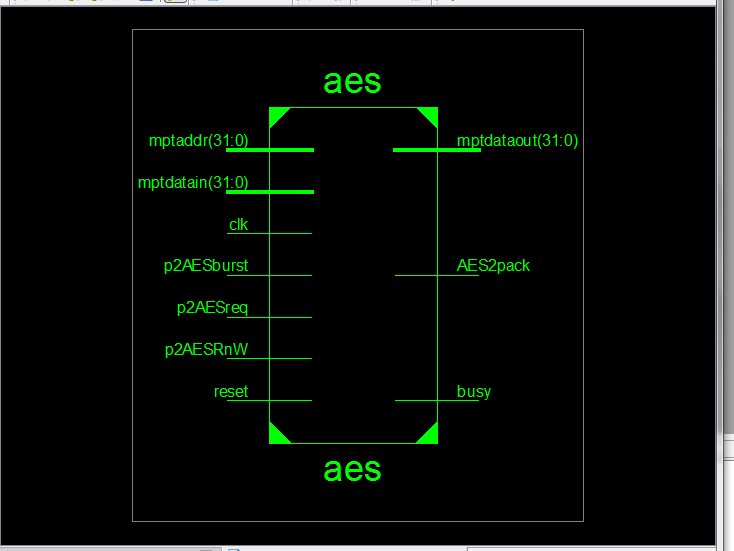 aes
mptaddr(31:0)
mptdataout(31:0)
mptdatain(31:0)
clk
p2AESburst
AES2pack
p2AESreq
p2AESRnW
reset
busy
aes